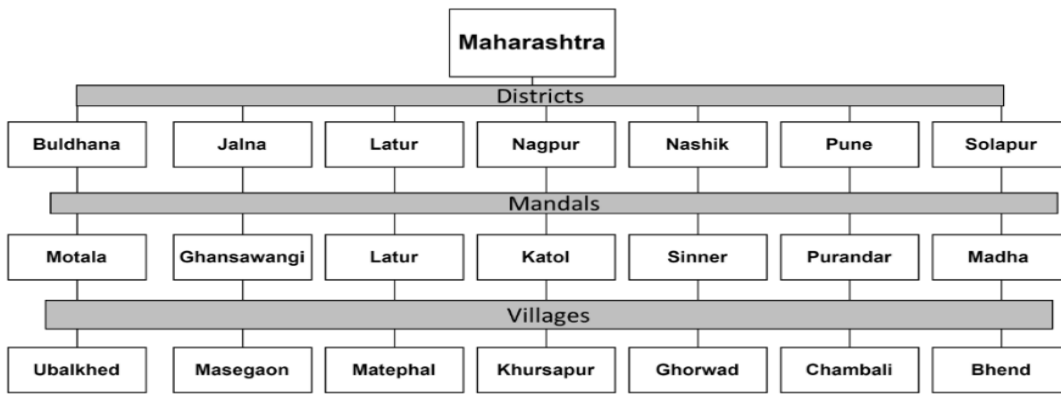 Maharashtra
Districts
Buldhana Jalna Latur Nagpur Nashik Pune Solapur
Mandals
Motala Ghansawangi Latur Katol Sinner Purandar Madha
Villages
Ubalkhed Masegaon Matephal Khursapur Ghorwad Chambali Bhend